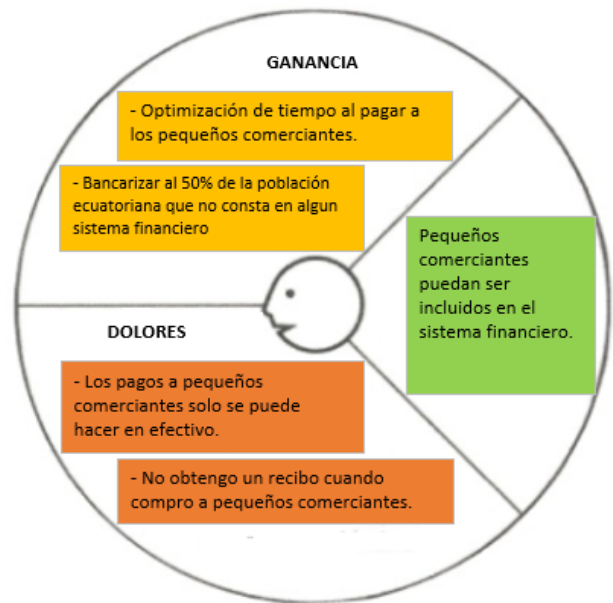 GANANCIA
- Optimización de tiempo al pagar a
los pequeños comerciantes.
- Bancarizar al 50% de la población
ecuatoriana que no consta en algun
sistema financiero
Pequeños
comerciantes
puedan ser
incluidos en el
sistema financiero.
DOLORES
- Los pagos a pequeños
comerciantes solo se puede
hacer en efectivo.
- No obtengo un recibo cuando
compro a pequeños comerciantes.